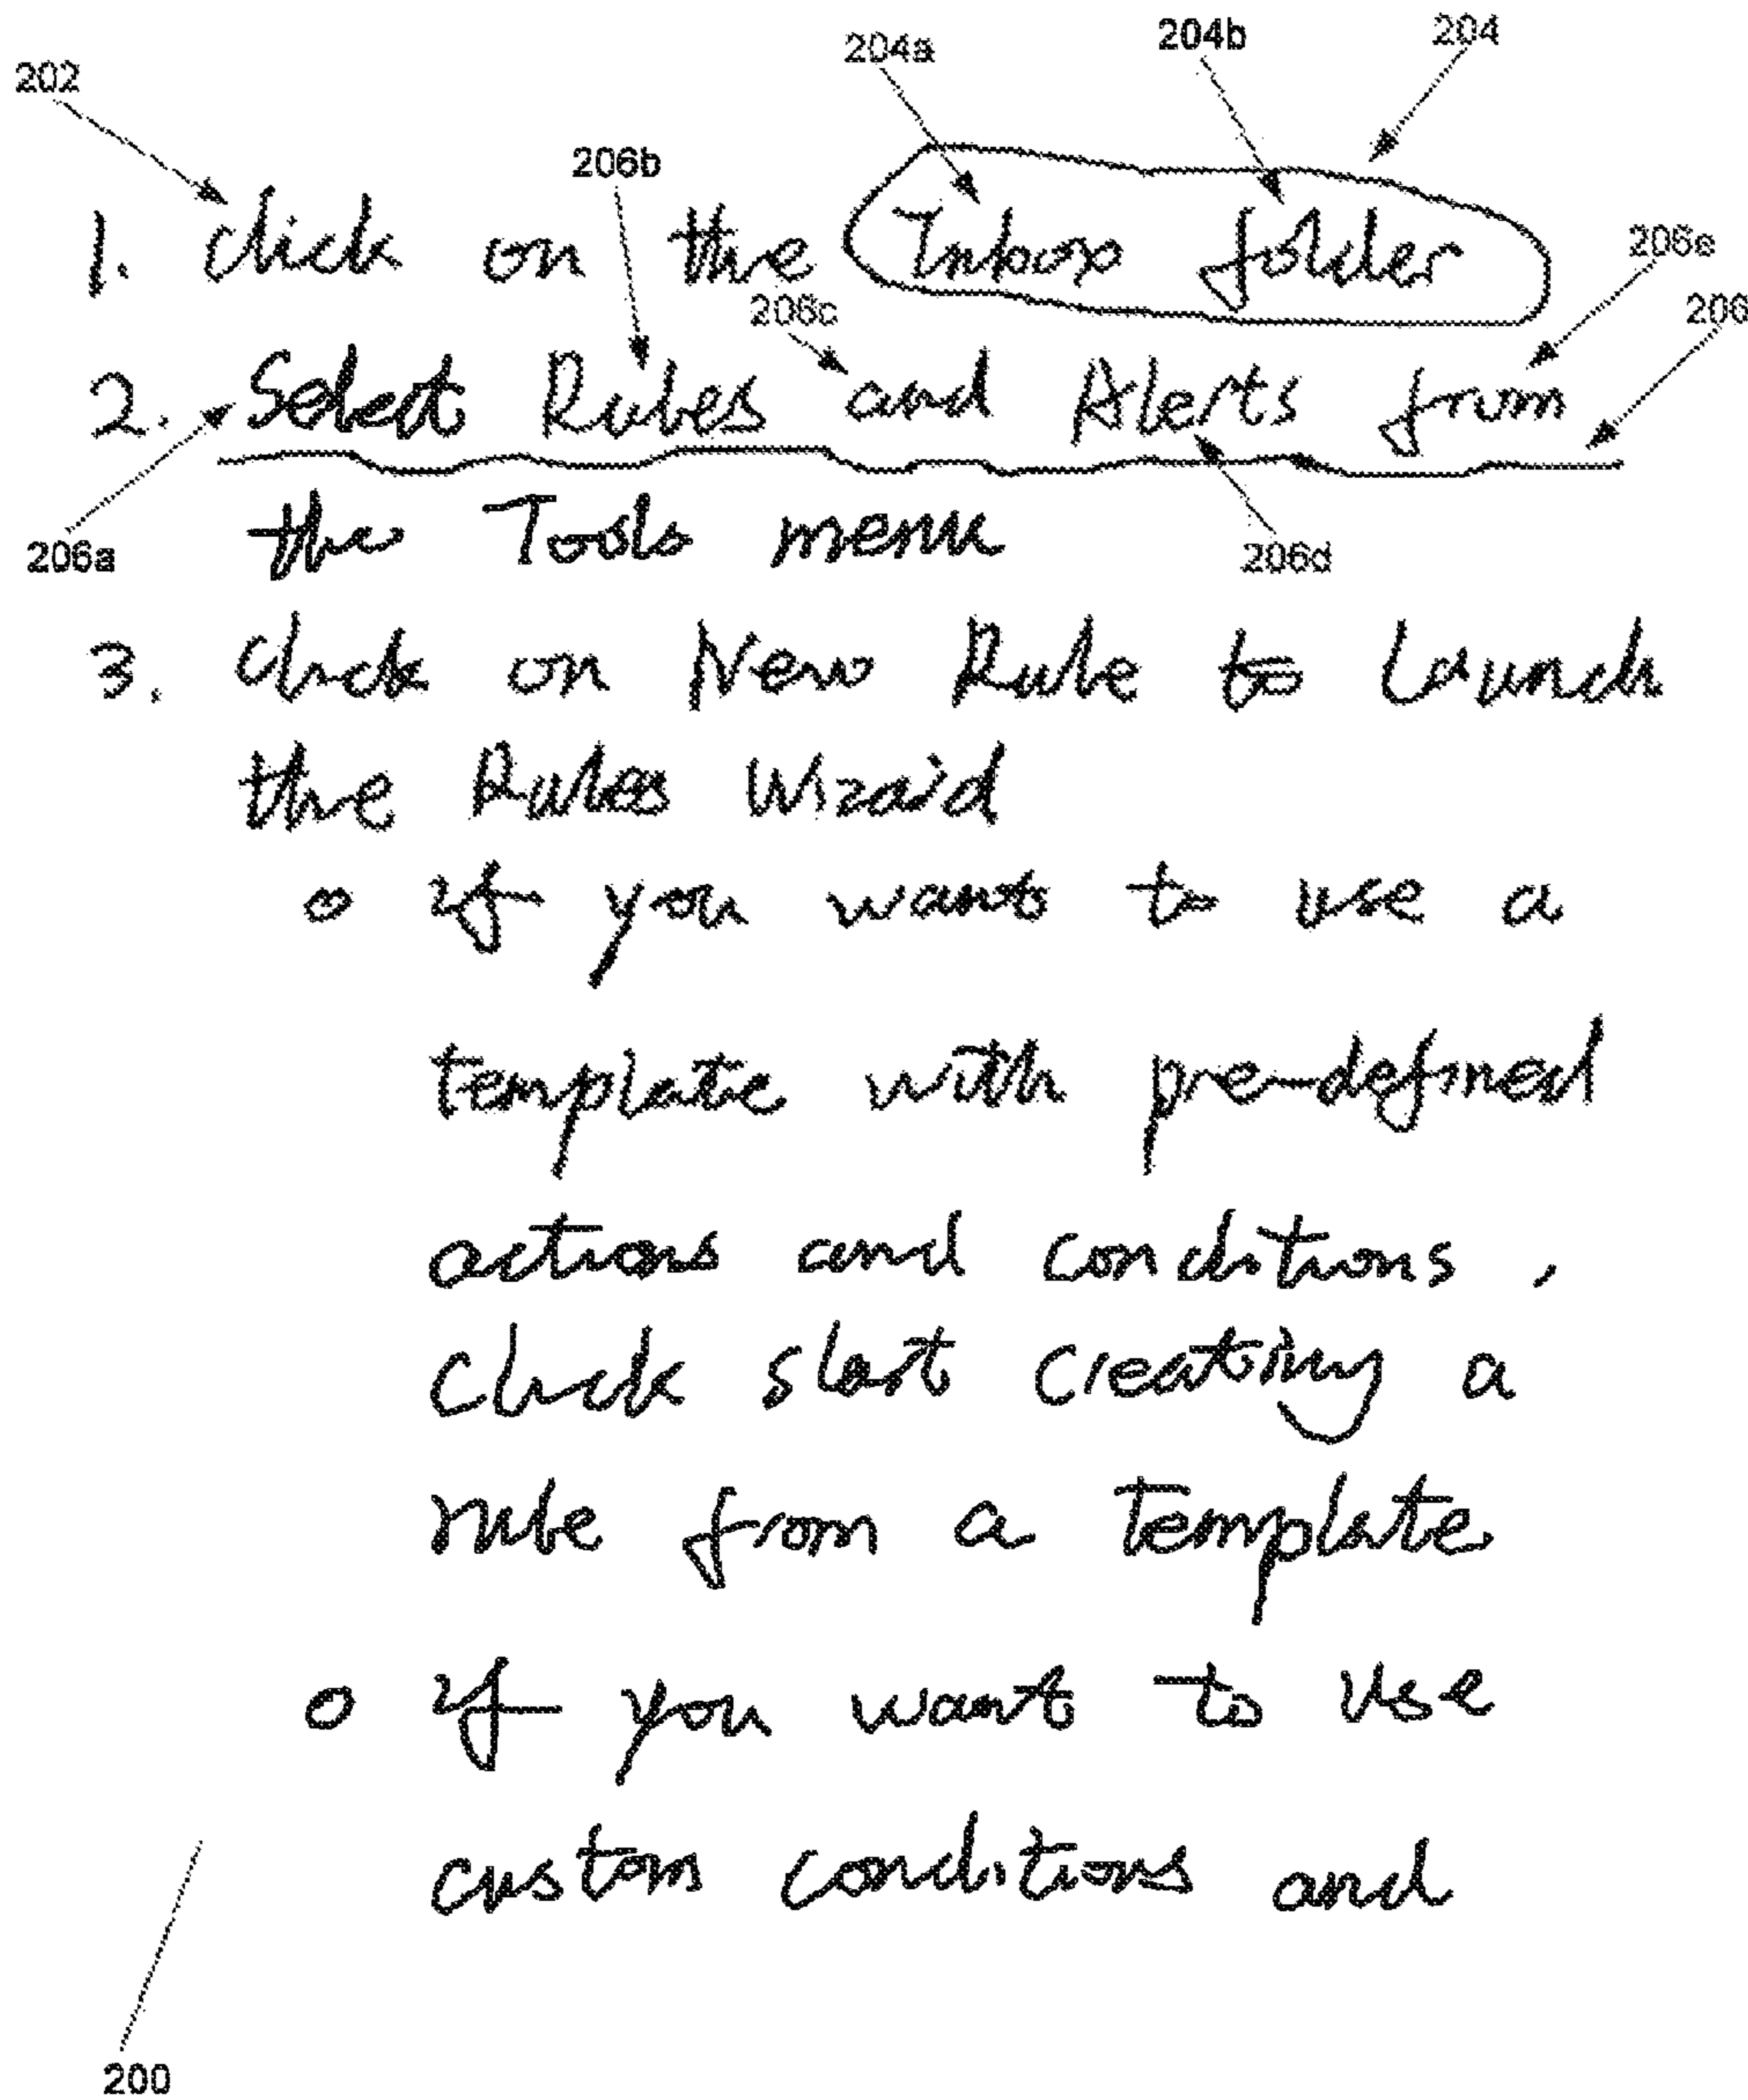 204a 204b 204
202
206b
1. Click on the Inbox folder
206e
206c 206
2. Select Rules and Alerts from
the Tools menu
206a 206d
3. Click on New Rule to Launch
the Rules Wizard
o if you want to use a
template with pre-defined
actions and conditions,
Click start creating a
rule from a Template
o if you want to use
custom conditions and
200